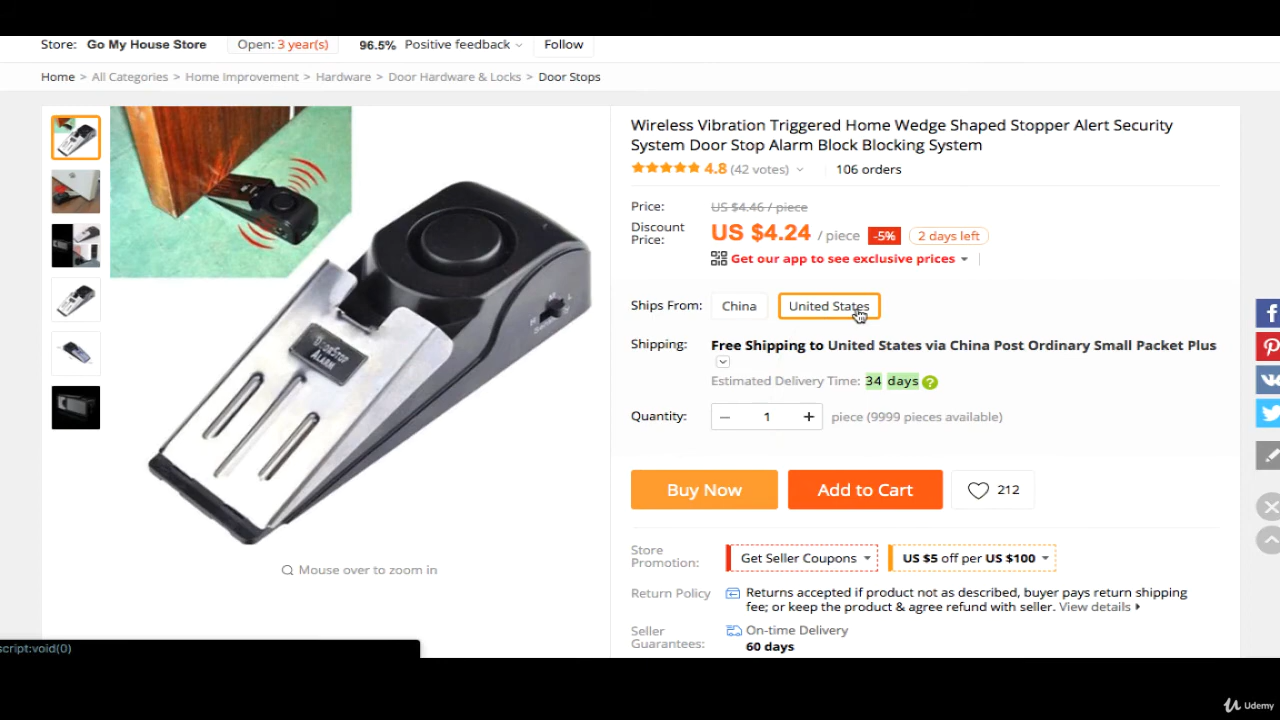 Store: Go My House Store Open: 3 year(s) 96.5% Positive feedback Follow
Home > All Categories > Home Improvement > Hardware > Door Hardware & Locks > Door Stops
Wireless Vibration Triggered Home Wedge Shaped Stopper Alert Security
System Door Stop Alarm Block Blocking System
4.8 (42 votes) 106 orders
Price: US $4.46 / piece
Discount
Price: US $4.24 / piece -5% 2 days left
Get our app to see exclusive prices
Ships From: China United States
Shipping: Free Shipping to United States via China Post Ordinary Small Packet Plus
Estimated Delivery Time: 34 days ?
Quantity: − 1 + piece (9999 pieces available)
Buy Now Add to Cart 212
DOORSTOP
ALARM
Mouse over to zoom in
Store
Promotion: Get Seller Coupons US $5 off per US $100
Return Policy Returns accepted if product not as described, buyer pays return shipping
fee; or keep the product & agree refund with seller. View details
Seller
Guarantees: On-time Delivery
60 days
script:void(0)
Udemy